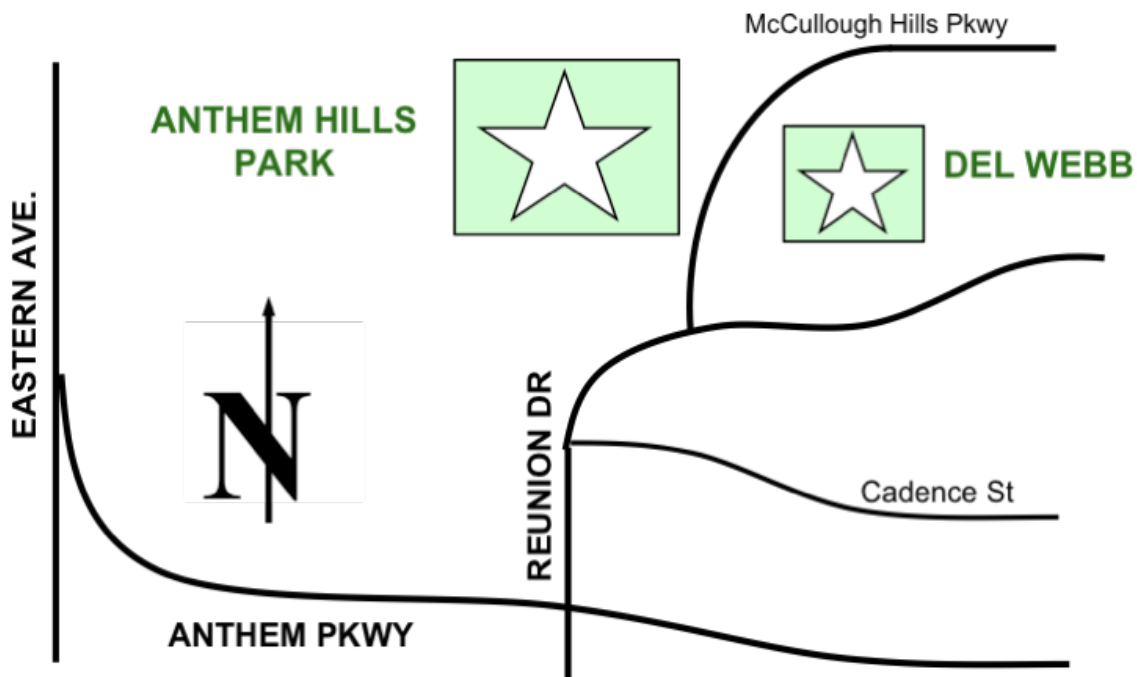 McCullough Hills Pkwy
ANTHEM HILLS
PARK
DEL WEBB
EASTERN AVE.
N
REUNION DR
Cadence St
ANTHEM PKWY